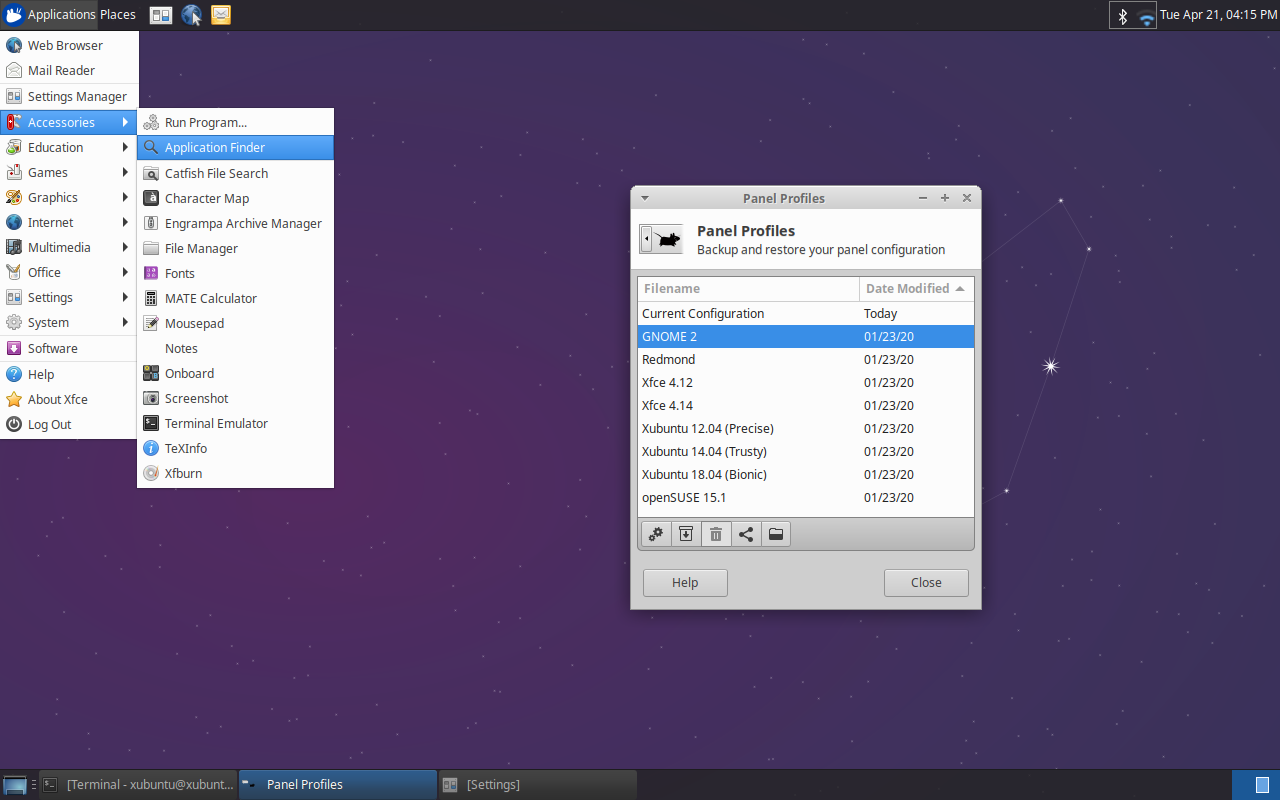 Applications Places
Tue Apr 21, 04:15 PM
Web Browser
Mail Reader
Settings Manager
Accessories
Education
Games
Graphics
Internet
Multimedia
Office
Settings
System
Software
Help
About Xfce
Log Out
Run Program...
Application Finder
Catfish File Search
Character Map
Engrampa Archive Manager
File Manager
Fonts
MATE Calculator
Mousepad
Notes
Onboard
Screenshot
Terminal Emulator
TeXInfo
Xfburn
Panel Profiles
Panel Profiles
Backup and restore your panel configuration
Filename Date Modified
Current Configuration Today
GNOME 2 01/23/20
Redmond 01/23/20
Xfce 4.12 01/23/20
Xfce 4.14 01/23/20
Xubuntu 12.04 (Precise) 01/23/20
Xubuntu 14.04 (Trusty) 01/23/20
Xubuntu 18.04 (Bionic) 01/23/20
openSUSE 15.1 01/23/20
Help Close
[Terminal - xubuntu@xubunt... Panel Profiles [Settings]